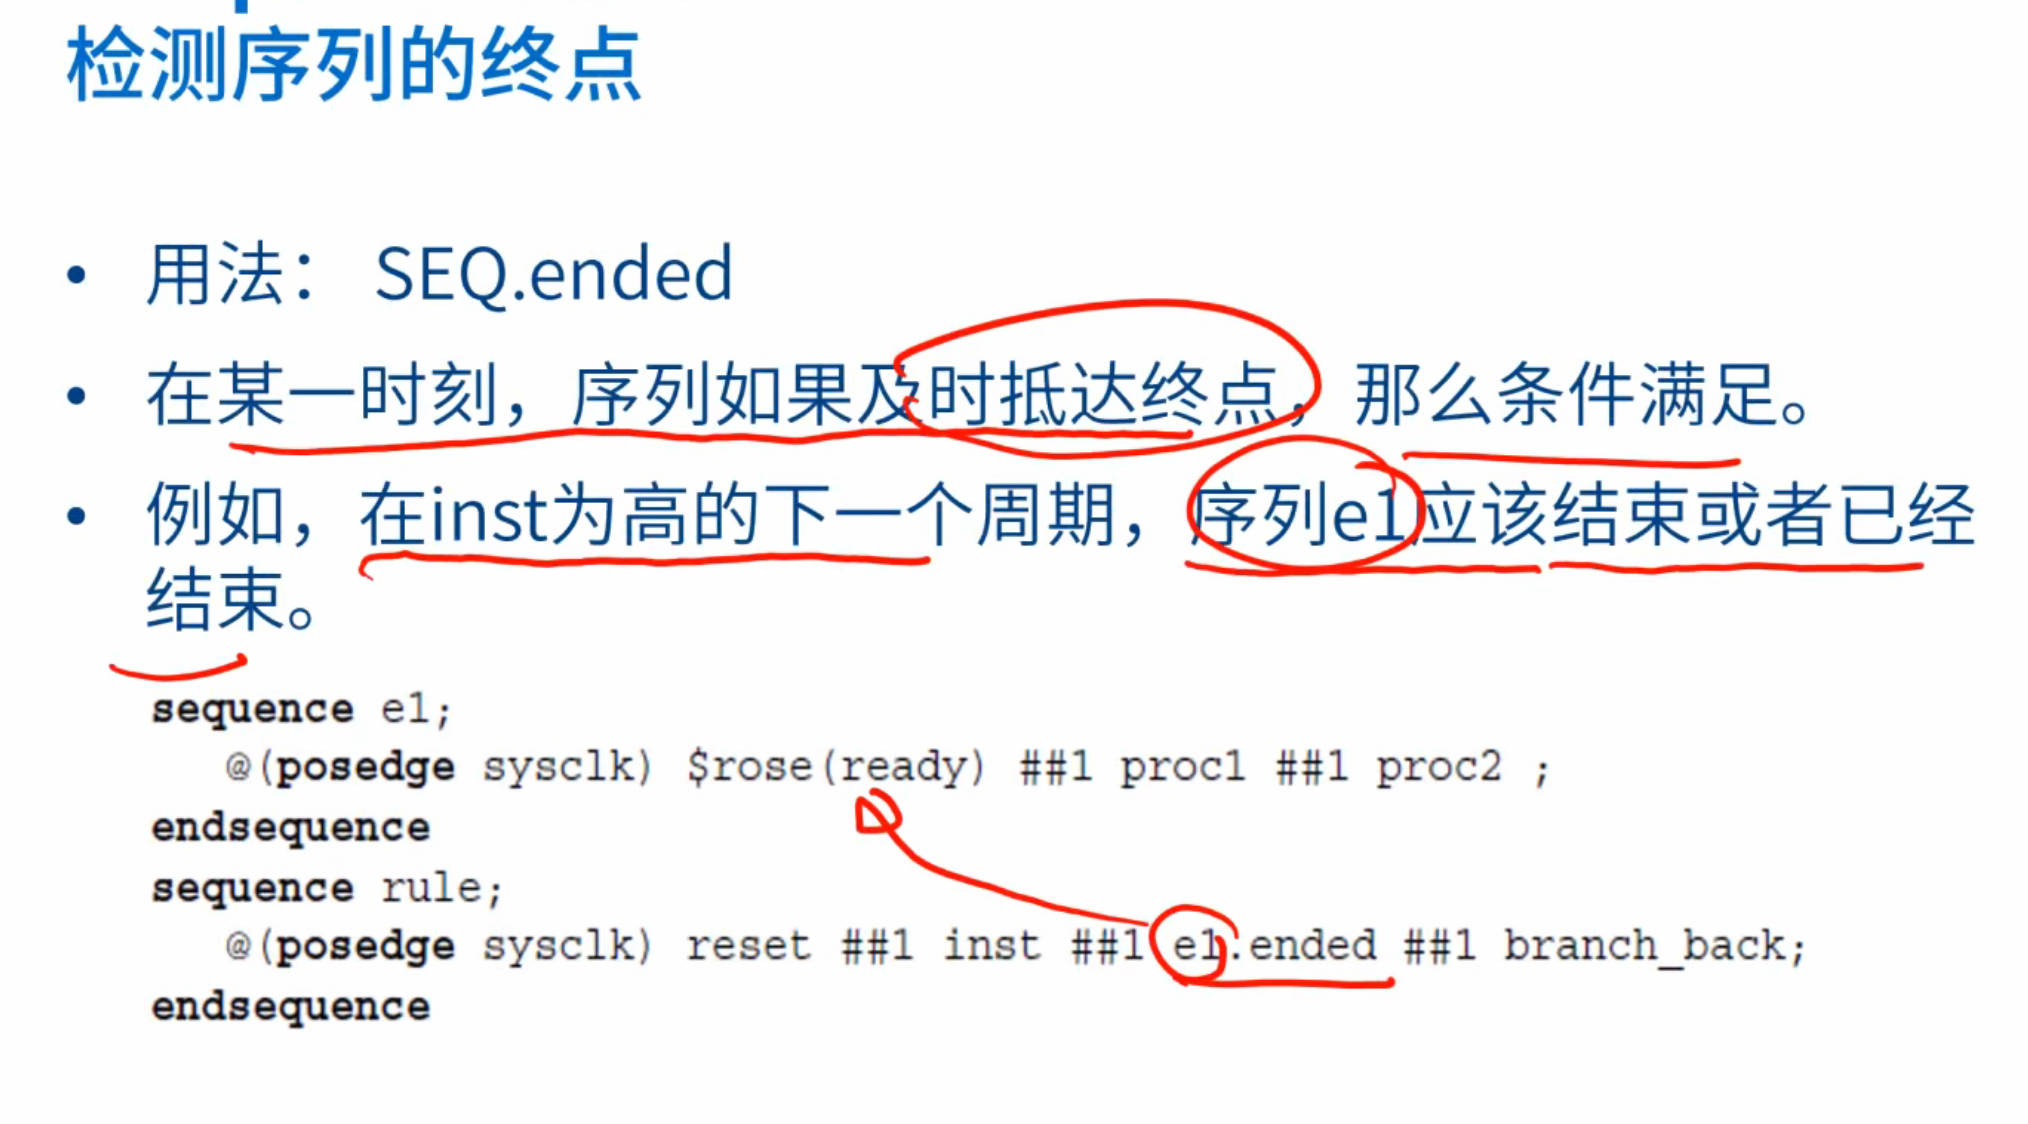 检测序列的终点
• 用法： SEQ.ended
• 在某一时刻，序列如果及时抵达终点，那么条件满足。
• 例如，在inst为高的下一个周期，序列e1应该结束或者已经
结束。
sequence e1;
@(posedge sysclk) $rose(ready) ##1 proc1 ##1 proc2 ;
endsequence
sequence rule;
@(posedge sysclk) reset ##1 inst ##1 e1.ended ##1 branch_back;
endsequence